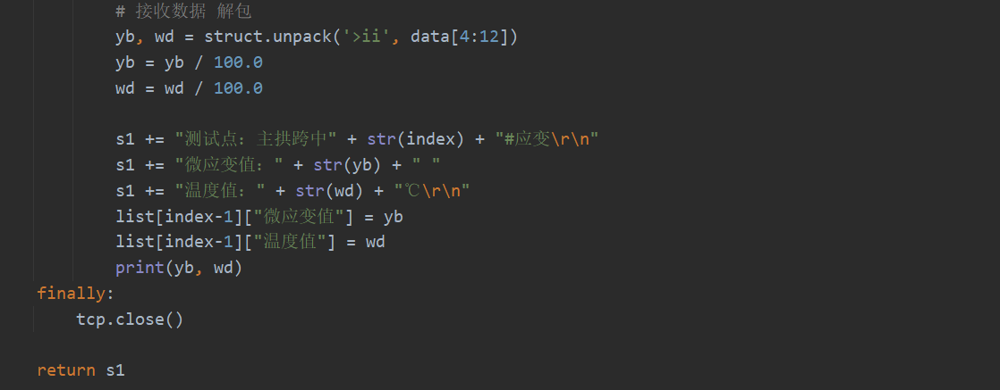 # 接收数据 解包
yb, wd = struct.unpack('>ii', data[4:12])
yb = yb / 100.0
wd = wd / 100.0
s1 += "测试点：主拱跨中" + str(index) + "#应变\r\n"
s1 += "微应变值：" + str(yb) + " "
s1 += "温度值：" + str(wd) + "℃\r\n"
list[index-1]["微应变值"] = yb
list[index-1]["温度值"] = wd
print(yb, wd)
finally:
tcp.close()
return s1